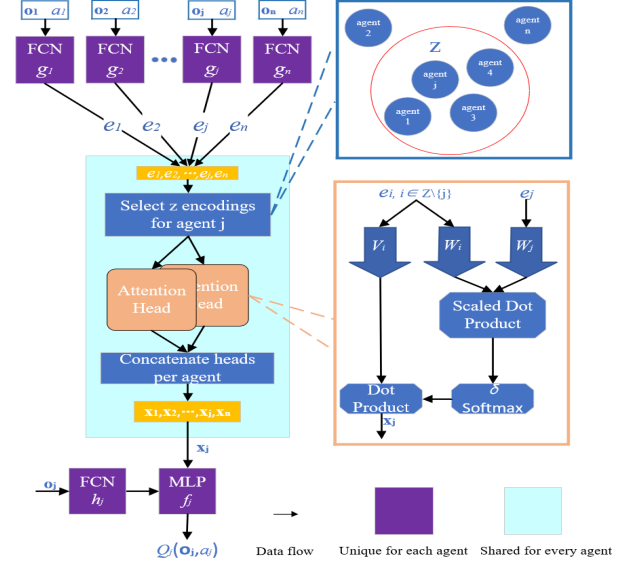 o1 a1 o2 a2 oj aj on an
FCN g1 FCN g2 ••• FCN gj FCN gn
e1 e2 ej en
e1,e2,···,ej,en
Select z encodings
for agent j
Attention
Head
ention
ead
Concatenate heads
per agent
x1,x2,···,xj,xn
xj
oj
FCN
hj
MLP
fj
Qj(oj,aj)
agent
2
agent
n
Z
agent
j
agent
4
agent
1
agent
3
ei, i ∈ Z\{j}
ej
Vi
Wi
Wj
Scaled Dot
Product
Dot
Product
δ
Softmax
xj
Data flow
Unique for each agent
Shared for every agent